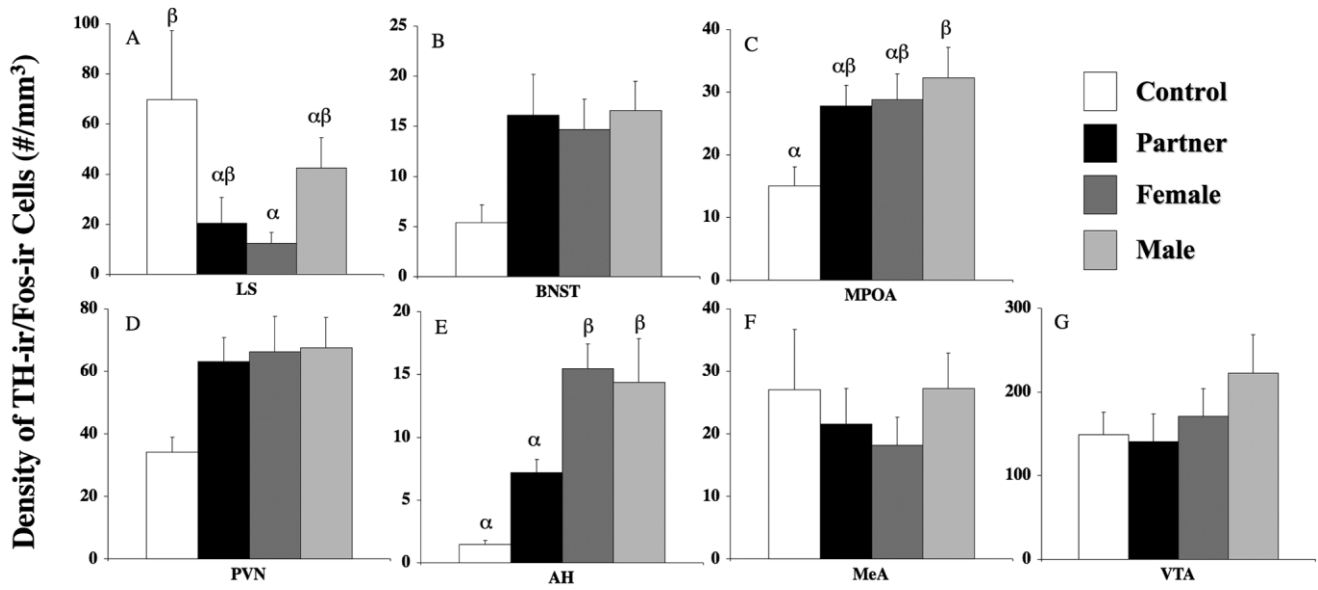 Density of TH-ir/Fos-ir Cells (#/mm³)
A
100
80
60
40
20
0
β
αβ
α
αβ
LS
B
25
20
15
10
5
0
BNST
C
40
30
20
10
0
α
αβ
αβ
β
MPOA
Control
Partner
Female
Male
D
80
60
40
60
0
PVN
E
20
15
10
5
0
α
α
β
β
AH
F
40
30
20
10
0
MeA
G
300
200
100
0
VTA